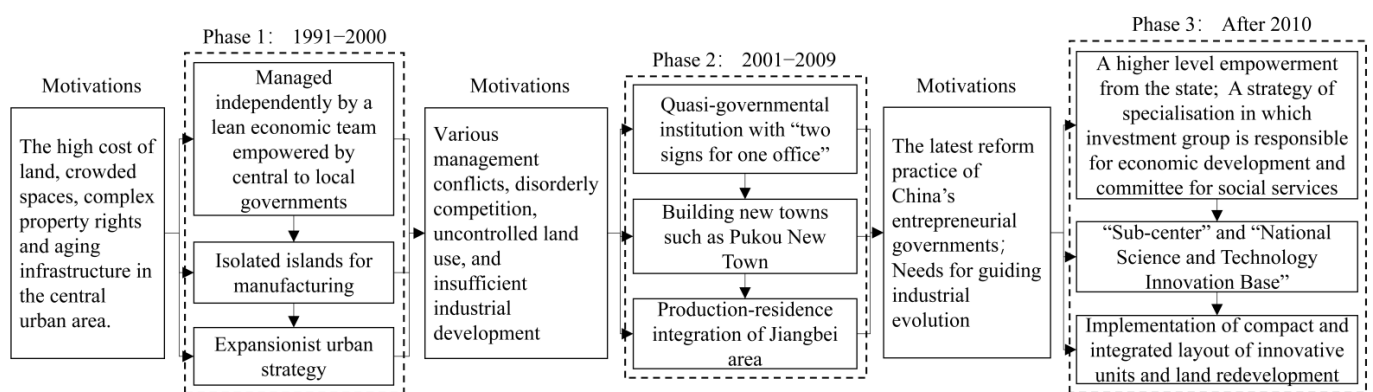 Motivations
The high cost of
land, crowded
spaces, complex
property rights
and aging
infrastructure in
the central
urban area.
Phase 1: 1991−2000
Managed
independently by a
lean economic team
empowered by
central to local
governments
Isolated islands for
manufacturing
Expansionist urban
strategy
Motivations
Various
management
conflicts, disorderly
competition,
uncontrolled land
use, and
insufficient
industrial
development
Phase 2: 2001−2009
Quasi-governmental
institution with “two
signs for one office”
Building new towns
such as Pukou New
Town
Production-residence
integration of Jiangbei
area
Motivations
The latest reform
practice of
China’s
entrepreneurial
governments;
Needs for guiding
industrial
evolution
Phase 3: After 2010
A higher level empowerment
from the state; A strategy of
specialisation in which
investment group is responsible
for economic development and
committee for social services
“Sub-center” and “National
Science and Technology
Innovation Base”
Implementation of compact and
integrated layout of innovative
units and land redevelopment